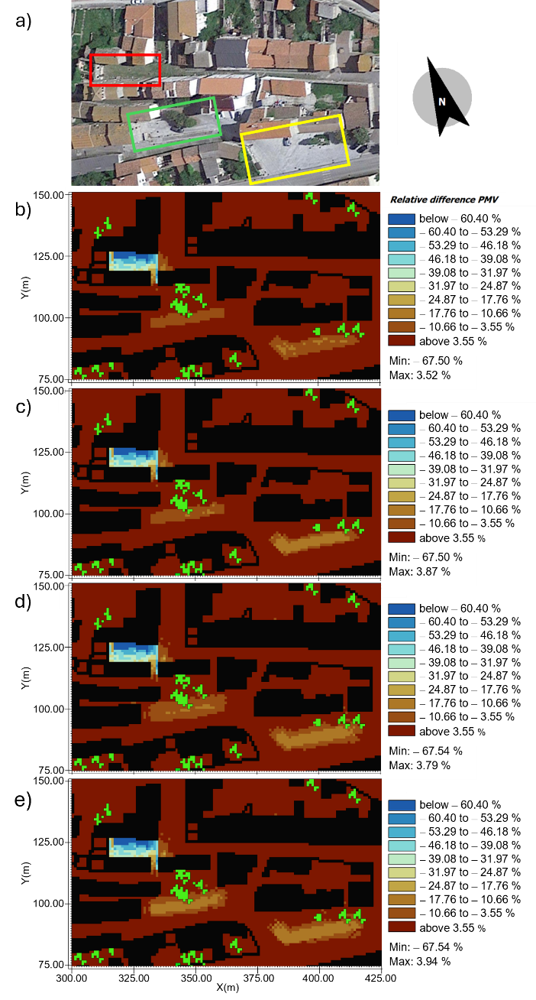 a)
N
b)
150.00
125.00
100.00
75.00
Y(m)
Relative difference PMV
below – 60.40 %
– 60.40 to – 53.29 %
– 53.29 to – 46.18 %
– 46.18 to – 39.08 %
– 39.08 to – 31.97 %
– 31.97 to – 24.87 %
– 24.87 to – 17.76 %
– 17.76 to – 10.66 %
– 10.66 to – 3.55 %
above 3.55 %
Min: – 67.50 %
Max: 3.52 %
c)
150.00
125.00
100.00
75.00
Y(m)
below – 60.40 %
– 60.40 to – 53.29 %
– 53.29 to – 46.18 %
– 46.18 to – 39.08 %
– 39.08 to – 31.97 %
– 31.97 to – 24.87 %
– 24.87 to – 17.76 %
– 17.76 to – 10.66 %
– 10.66 to – 3.55 %
above 3.55 %
Min: – 67.50 %
Max: 3.87 %
d)
150.00
125.00
100.00
75.00
Y(m)
below – 60.40 %
– 60.40 to – 53.29 %
– 53.29 to – 46.18 %
– 46.18 to – 39.08 %
– 39.08 to – 31.97 %
– 31.97 to – 24.87 %
– 24.87 to – 17.76 %
– 17.76 to – 10.66 %
– 10.66 to – 3.55 %
above 3.55 %
Min: – 67.54 %
Max: 3.79 %
e)
150.00
125.00
100.00
75.00
Y(m)
below – 60.40 %
– 60.40 to – 53.29 %
– 53.29 to – 46.18 %
– 46.18 to – 39.08 %
– 39.08 to – 31.97 %
– 31.97 to – 24.87 %
– 24.87 to – 17.76 %
– 17.76 to – 10.66 %
– 10.66 to – 3.55 %
above 3.55 %
Min: – 67.54 %
Max: 3.94 %
300.00 325.00 350.00 375.00 400.00 425.00
X(m)